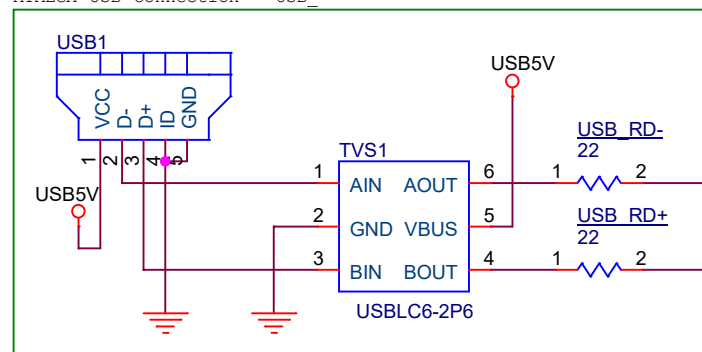 USB1
USB5V
VCC
D-
D+
ID
GND
1
2
3
4
5
USB5V
TVS1
1
AIN
AOUT
6
2
GND
VBUS
5
3
BIN
BOUT
4
USBLC6-2P6
USB_RD-
22
1
2
USB_RD+
22
1
2